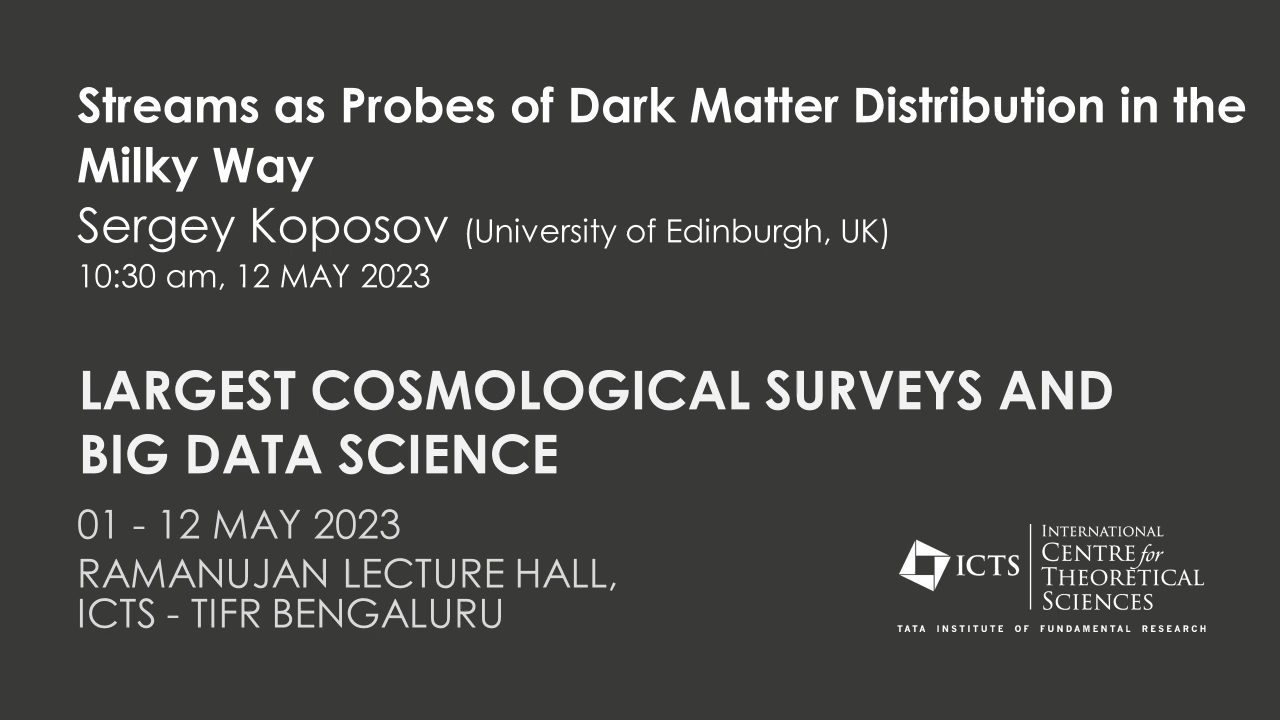 Streams as Probes of Dark Matter Distribution in the
Milky Way
Sergey Koposov (University of Edinburgh, UK)
10:30 am, 12 MAY 2023
LARGEST COSMOLOGICAL SURVEYS AND
BIG DATA SCIENCE
01 - 12 MAY 2023
RAMANUJAN LECTURE HALL,
ICTS - TIFR BENGALURU
ICTS
INTERNATIONAL
CENTRE for
THEORETICAL
SCIENCES
TATA INSTITUTE OF FUNDAMENTAL RESEARCH